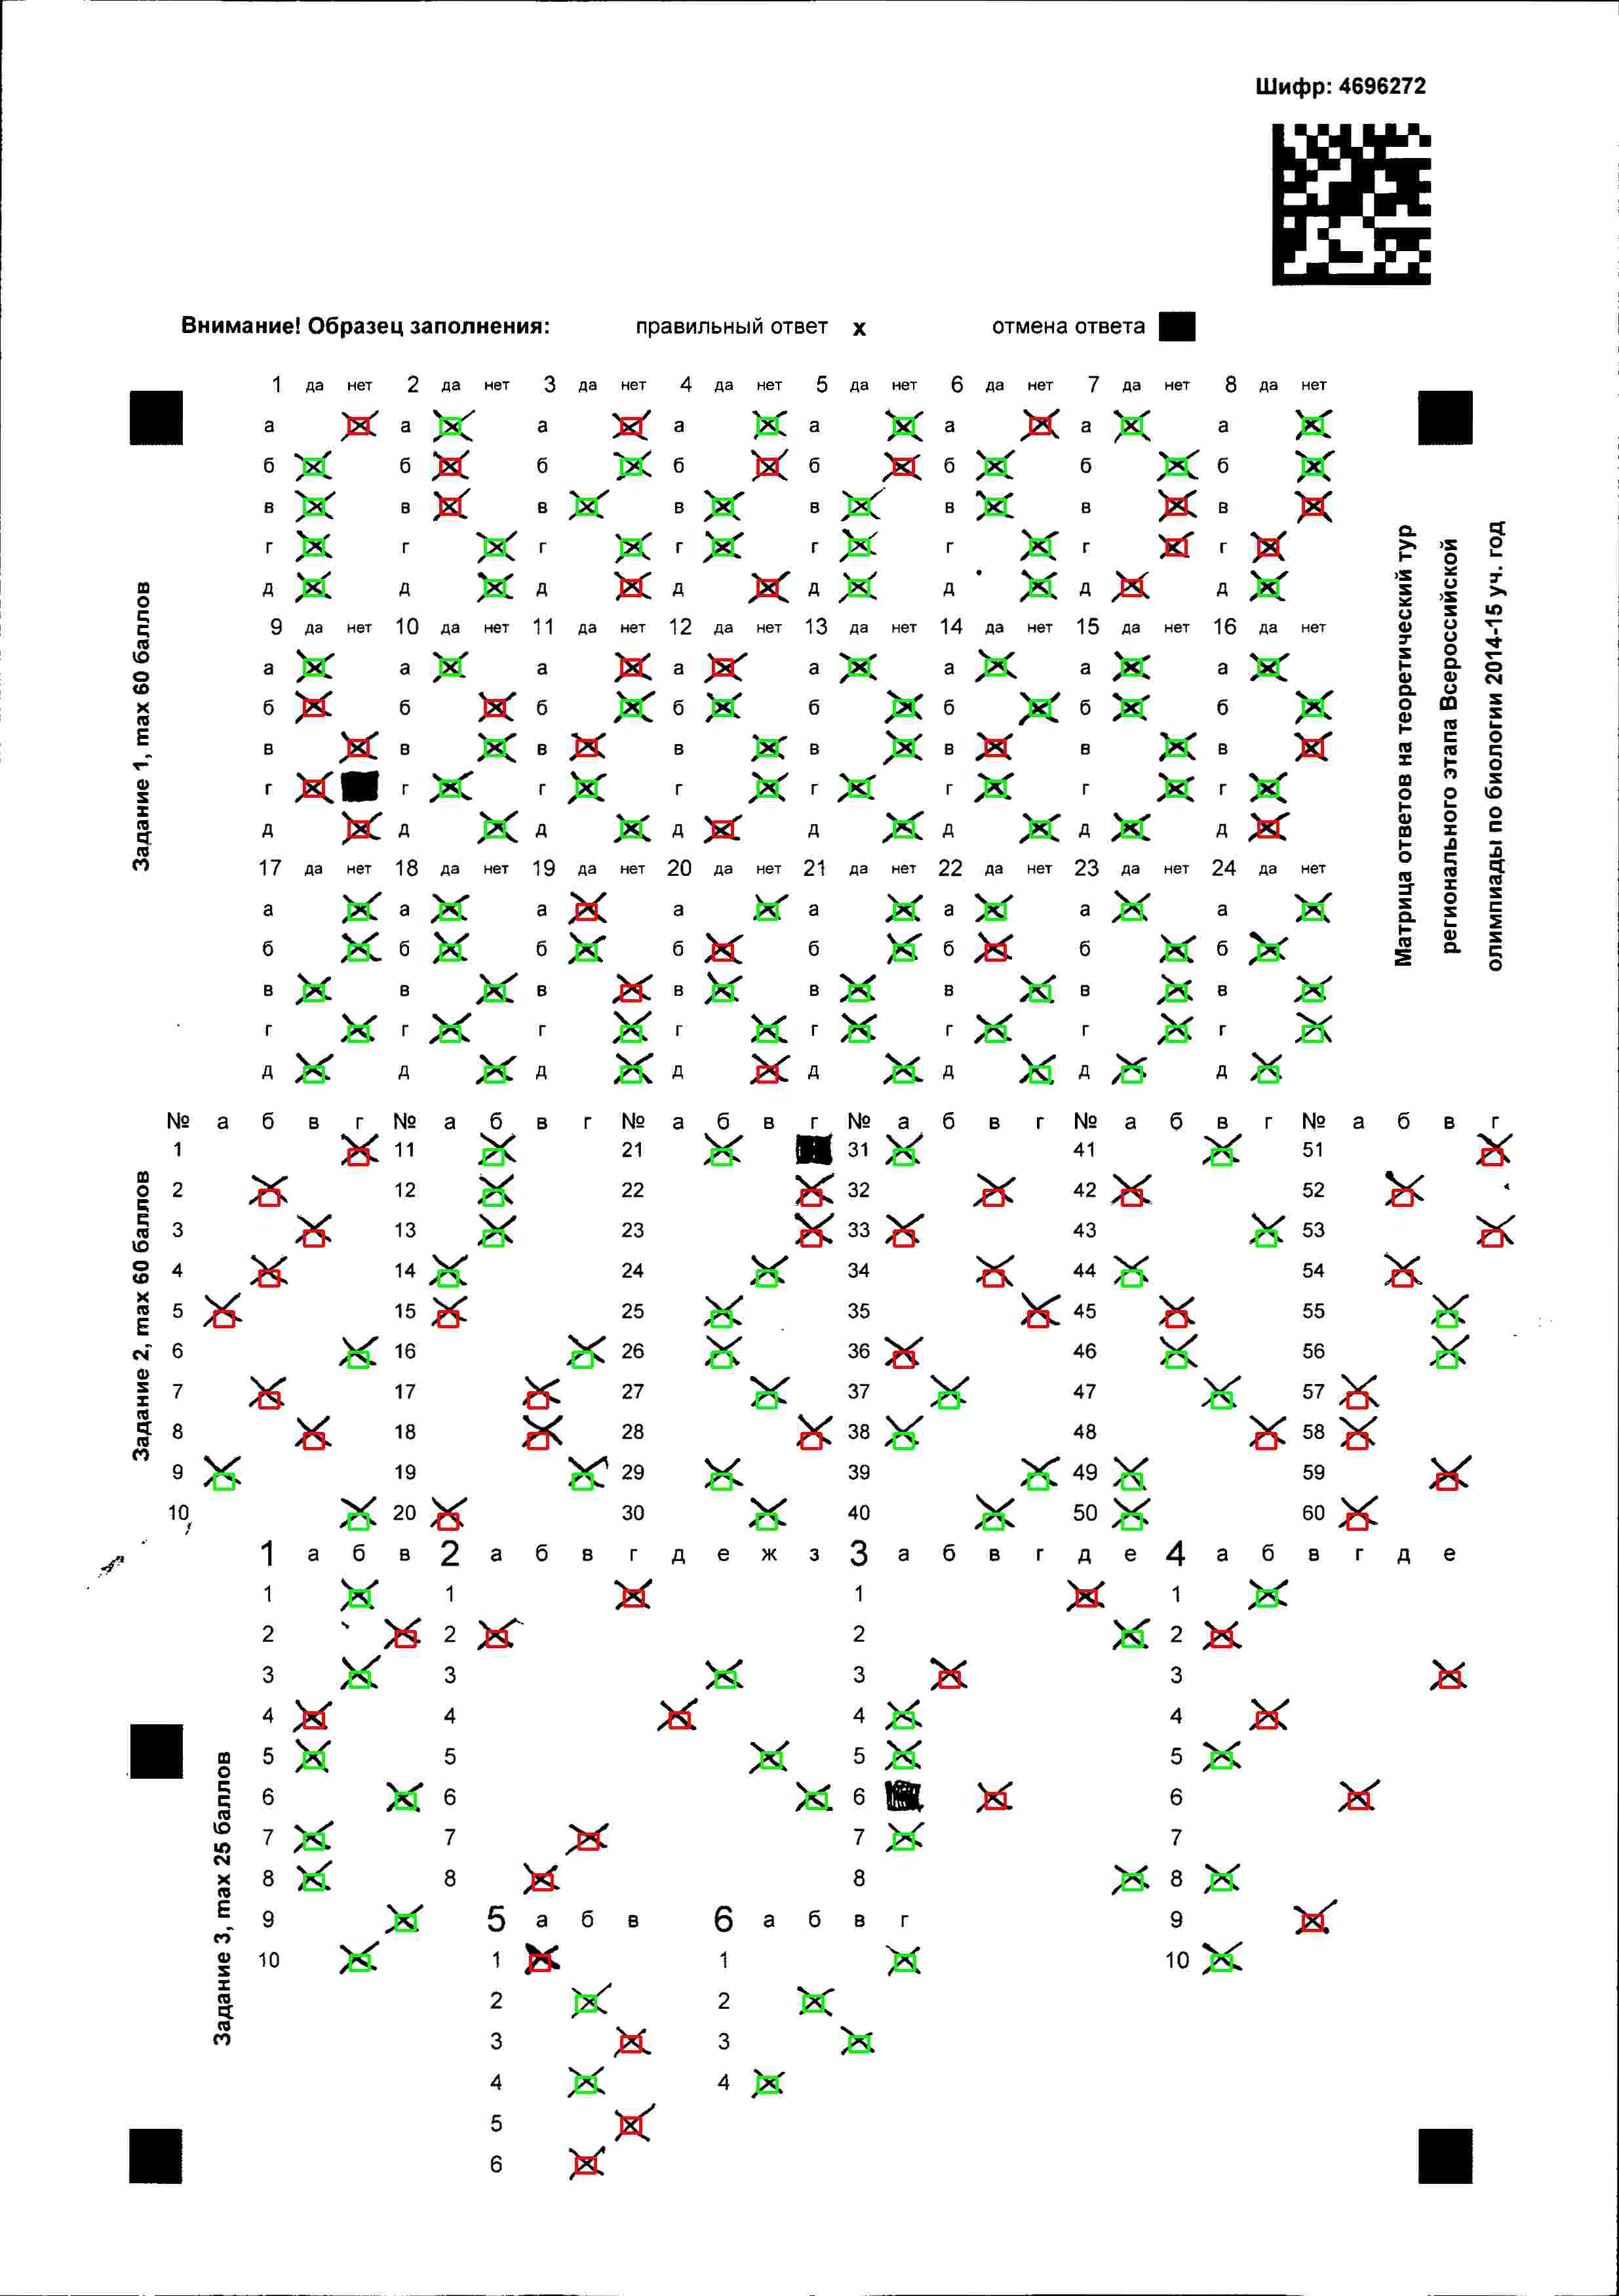 Шифр: 4696272
Внимание! Образец заполнения: правильный ответ х отмена ответа
Задание 1, max 60 баллов
1 да нет 2 да нет 3 да нет 4 да нет 5 да нет 6 да нет 7 да нет 8 да нет
а а а а а а а а
б б б б б б б б
в в в в в в в в
г г г г г г г г
д д д д д д д д
9 да нет 10 да нет 11 да нет 12 да нет 13 да нет 14 да нет 15 да нет 16 да нет
а а а а а а а а
б б б б б б б б
в в в в в в в в
г г г г г г г г
д д д д д д д д
17 да нет 18 да нет 19 да нет 20 да нет 21 да нет 22 да нет 23 да нет 24 да нет
а а а а а а а а
б б б б б б б б
в в в в в в в в
г г г г г г г г
д д д д д д д д
Матрица ответов на теоретический тур
регионального этапа Всероссийской
олимпиады по биологии 2014-15 уч. год
Задание 2, max 60 баллов
№ а б в г № а б в г № а б в г № а б в г № а б в г № а б в г
1 11 21 31 41 51
2 12 22 32 42 52
3 13 23 33 43 53
4 14 24 34 44 54
5 15 25 35 45 55
6 16 26 36 46 56
7 17 27 37 47 57
8 18 28 38 48 58
9 19 29 39 49 59
10 20 30 40 50 60
Задание 3, max 25 баллов
1 а б в 2 а б в г д е ж з 3 а б в г д е 4 а б в г д е
1 1 1 1
2 2 2 2
3 3 3 3
4 4 4 4
5 5 5 5
6 6 6 6
7 7 7 7
8 8 8 8
9 5 а б в 6 а б в г 9
10 1 1 10
2 2
3 3
4 4
5
6